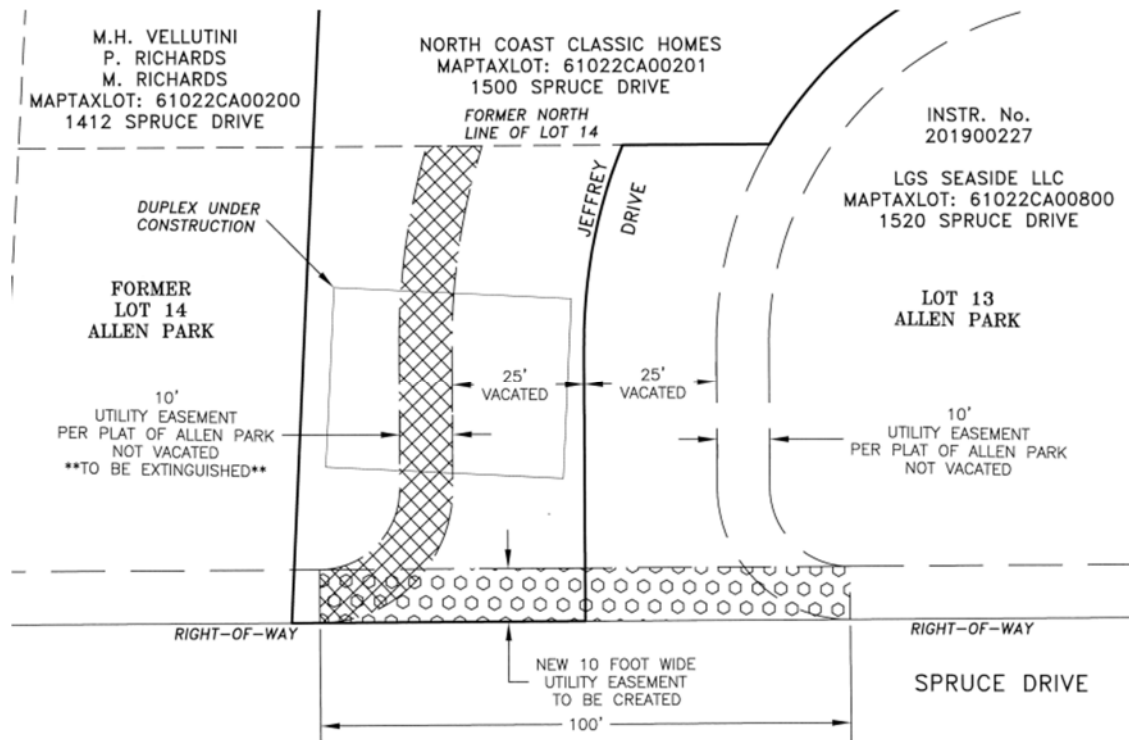 M.H. VELLUTINI
P. RICHARDS
M. RICHARDS
MAPTAXLOT: 61022CA00200
1412 SPRUCE DRIVE
NORTH COAST CLASSIC HOMES
MAPTAXLOT: 61022CA00201
1500 SPRUCE DRIVE
FORMER NORTH
LINE OF LOT 14
INSTR. No.
201900227
LGS SEASIDE LLC
MAPTAXLOT: 61022CA00800
1520 SPRUCE DRIVE
JEFFREY
DRIVE
DUPLEX UNDER
CONSTRUCTION
FORMER
LOT 14
ALLEN PARK
LOT 13
ALLEN PARK
25'
VACATED
25'
VACATED
10'
UTILITY EASEMENT
PER PLAT OF ALLEN PARK
NOT VACATED
**TO BE EXTINGUISHED**
10'
UTILITY EASEMENT
PER PLAT OF ALLEN PARK
NOT VACATED
RIGHT-OF-WAY
RIGHT-OF-WAY
NEW 10 FOOT WIDE
UTILITY EASEMENT
TO BE CREATED
SPRUCE DRIVE
100'